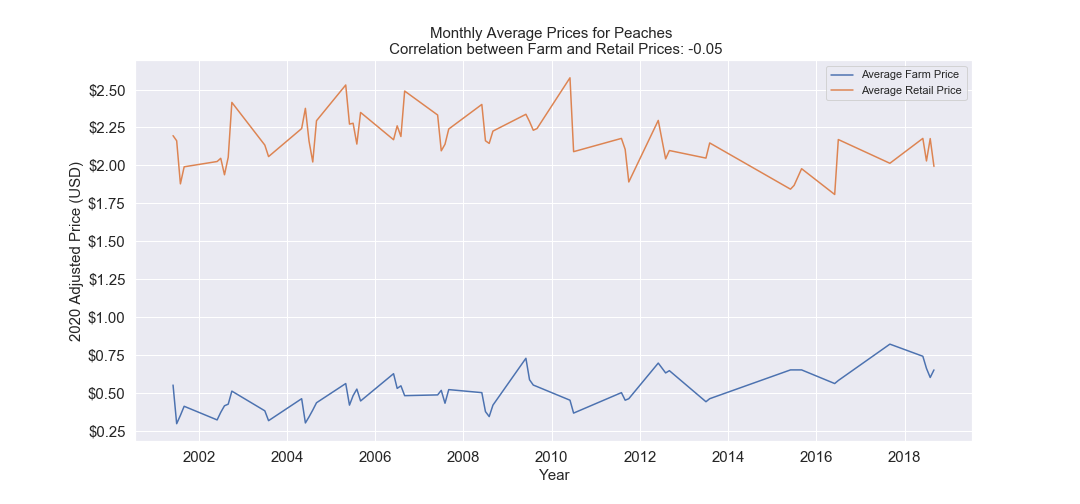 Monthly Average Prices for Peaches
Correlation between Farm and Retail Prices: -0.05
Average Farm Price
Average Retail Price
$2.50
$2.25
$2.00
$1.75
$1.50
$1.25
$1.00
$0.75
$0.50
$0.25
2020 Adjusted Price (USD)
2002 2004 2006 2008 2010 2012 2014 2016 2018
Year